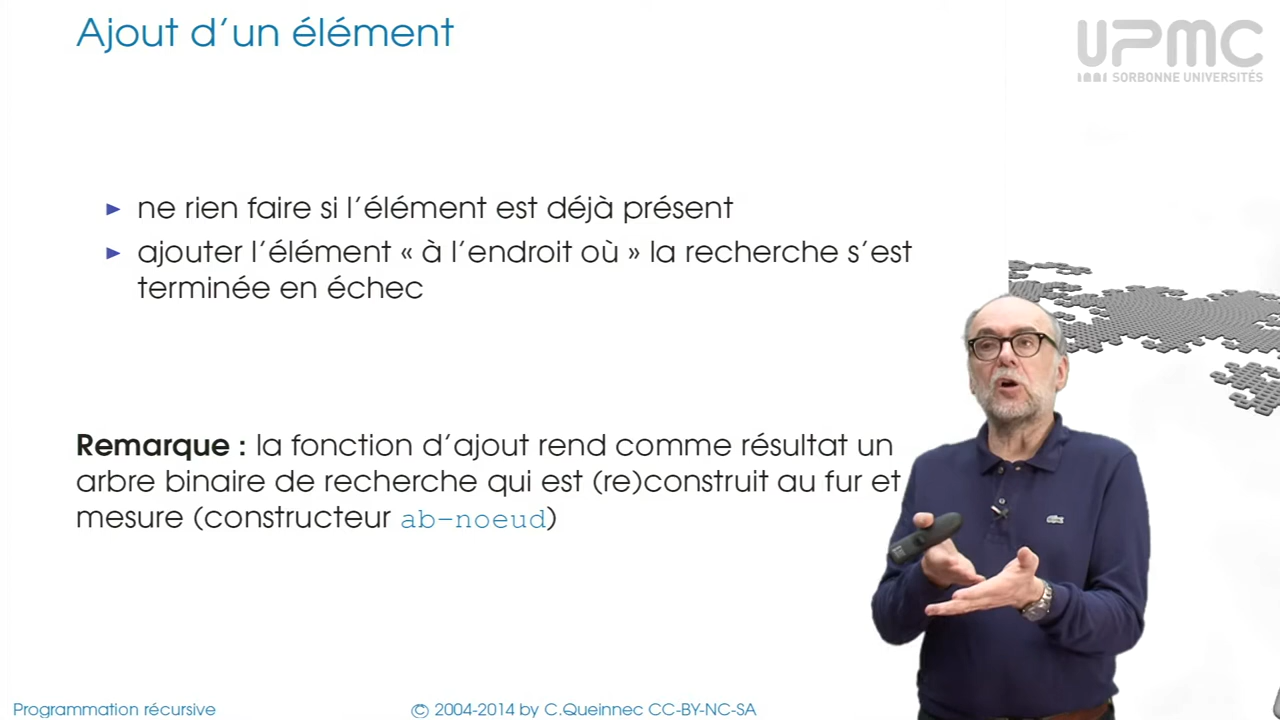 Ajout d'un élément
UPMC
SORBONNE UNIVERSITÉS
▶ ne rien faire si l'élément est déjà présent
▶ ajouter l'élément « à l'endroit où » la recherche s'est
terminée en échec
Remarque : la fonction d'ajout rend comme résultat un
arbre binaire de recherche qui est (re)construit au fur et
mesure (constructeur ab-noeud)
Programmation récursive
© 2004-2014 by C.Queinnec CC-BY-NC-SA